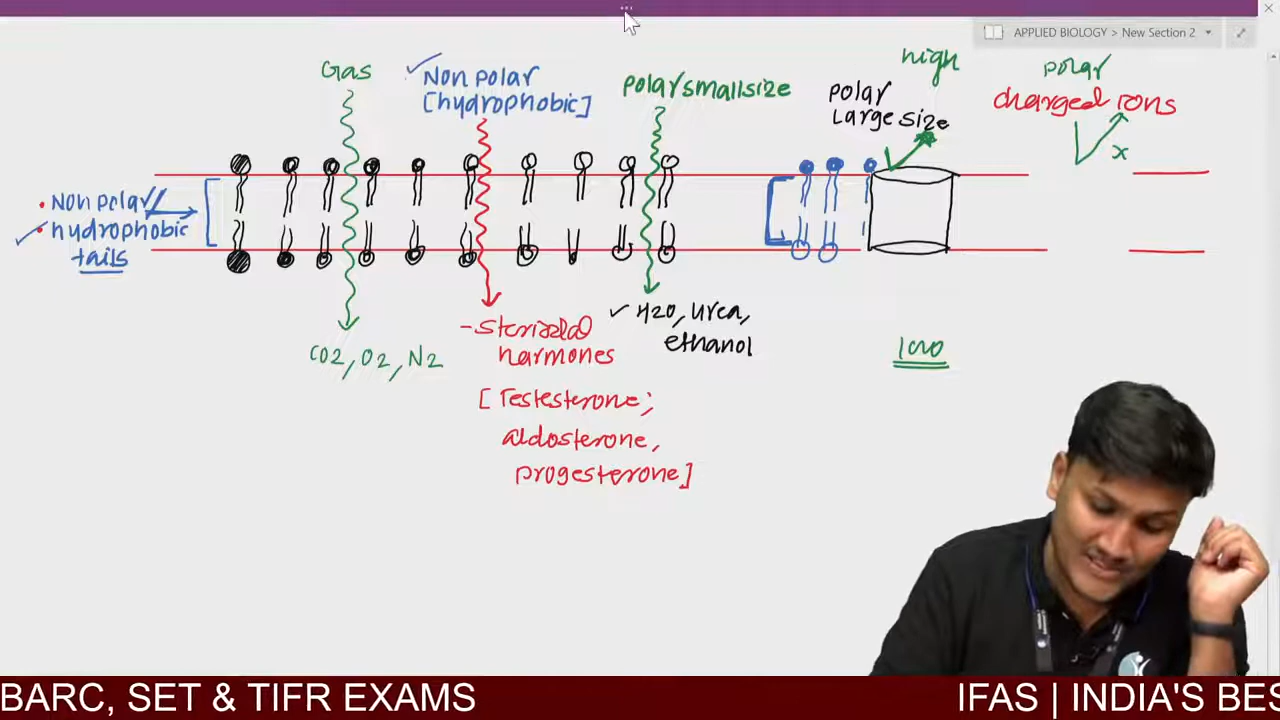 APPLIED BIOLOGY > New Section 2
Gas
Non polar
[hydrophobic]
polar small size
high
polar
Large size
polar
charged ions
x
• Non polar/
• hydrophobic
tails
CO2, O2, N2
- Steriodal
harmones
[Testesterone;
aldosterone,
progesterone]
H2O, Urea,
ethanol
low
BARC, SET & TIFR EXAMS
IFAS | INDIA'S BES